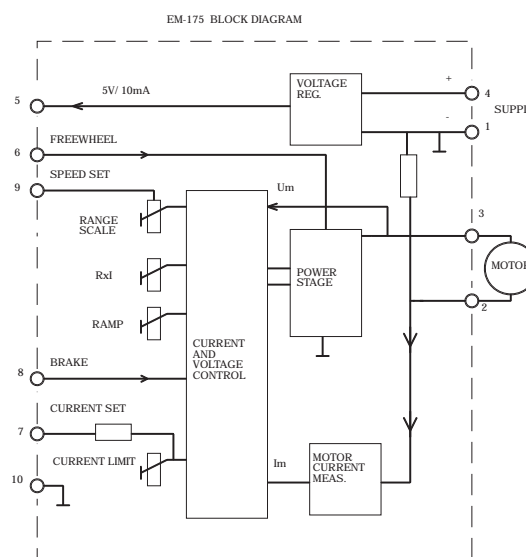 EM-175 BLOCK DIAGRAM
5
5V/ 10mA
VOLTAGE
REG.
+
4
-
1
SUPPL
6
FREEWHEEL
9
SPEED SET
Um
3
RANGE
SCALE
MOTOR
RxI
POWER
STAGE
2
RAMP
CURRENT
AND
VOLTAGE
CONTROL
8
BRAKE
CURRENT SET
7
CURRENT LIMIT
Im
MOTOR
CURRENT
MEAS.
10